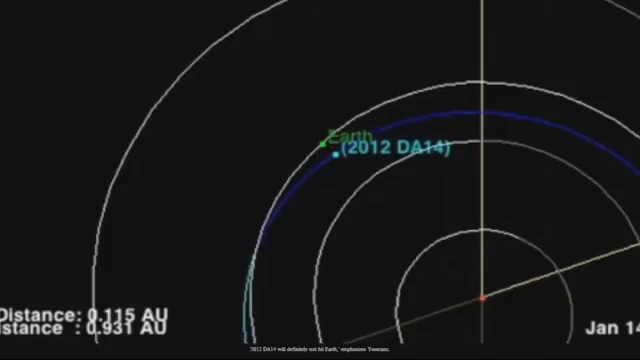 Earth
(2012 DA14)
Distance: 0.115 AU
istance : 0.931 AU
Jan 14
'2012 DA14 will definitely not hit Earth,' emphasizes Yeomans.